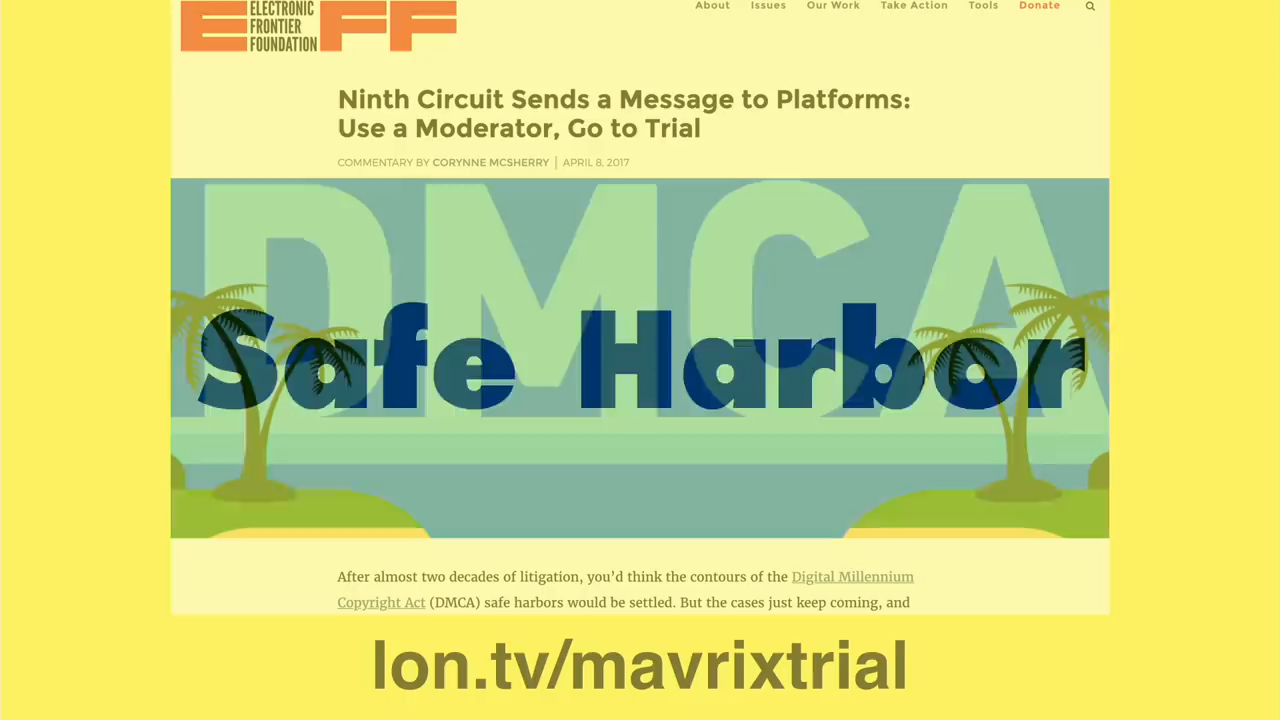 ELECTRONIC
FRONTIER
FOUNDATION
EFF
About Issues Our Work Take Action Tools Donate
Ninth Circuit Sends a Message to Platforms:
Use a Moderator, Go to Trial
COMMENTARY BY CORYNNE MCSHERRY | APRIL 8, 2017
DMCA
Safe Harbor
After almost two decades of litigation, you’d think the contours of the Digital Millennium
Copyright Act (DMCA) safe harbors would be settled. But the cases just keep coming, and
lon.tv/mavrixtrial